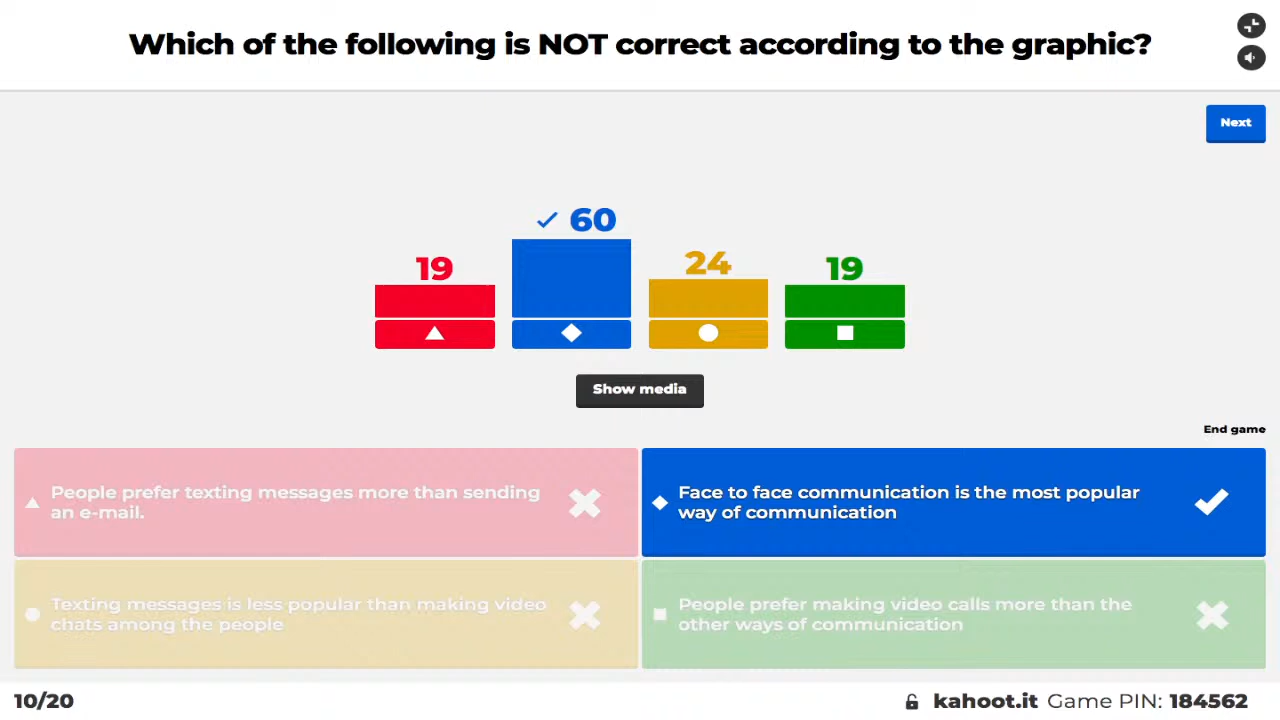 Which of the following is NOT correct according to the graphic?
Next
19
60
24
19
Show media
End game
People prefer texting messages more than sending
an e-mail.
Face to face communication is the most popular
way of communication
Texting messages is less popular than making video
chats among the people
People prefer making video calls more than the
other ways of communication
10/20
kahoot.it Game PIN: 184562